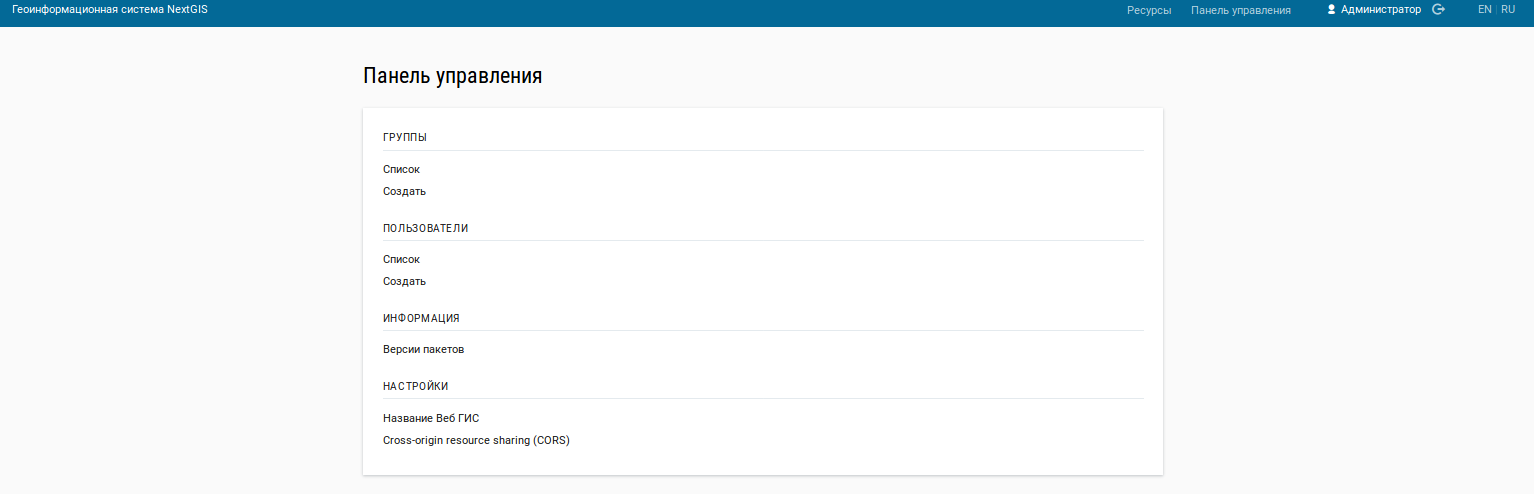 Геоинформационная система NextGIS Ресурсы Панель управления Администратор EN | RU
Панель управления
ГРУППЫ
Список
Создать
ПОЛЬЗОВАТЕЛИ
Список
Создать
ИНФОРМАЦИЯ
Версии пакетов
НАСТРОЙКИ
Название Веб ГИС
Cross-origin resource sharing (CORS)